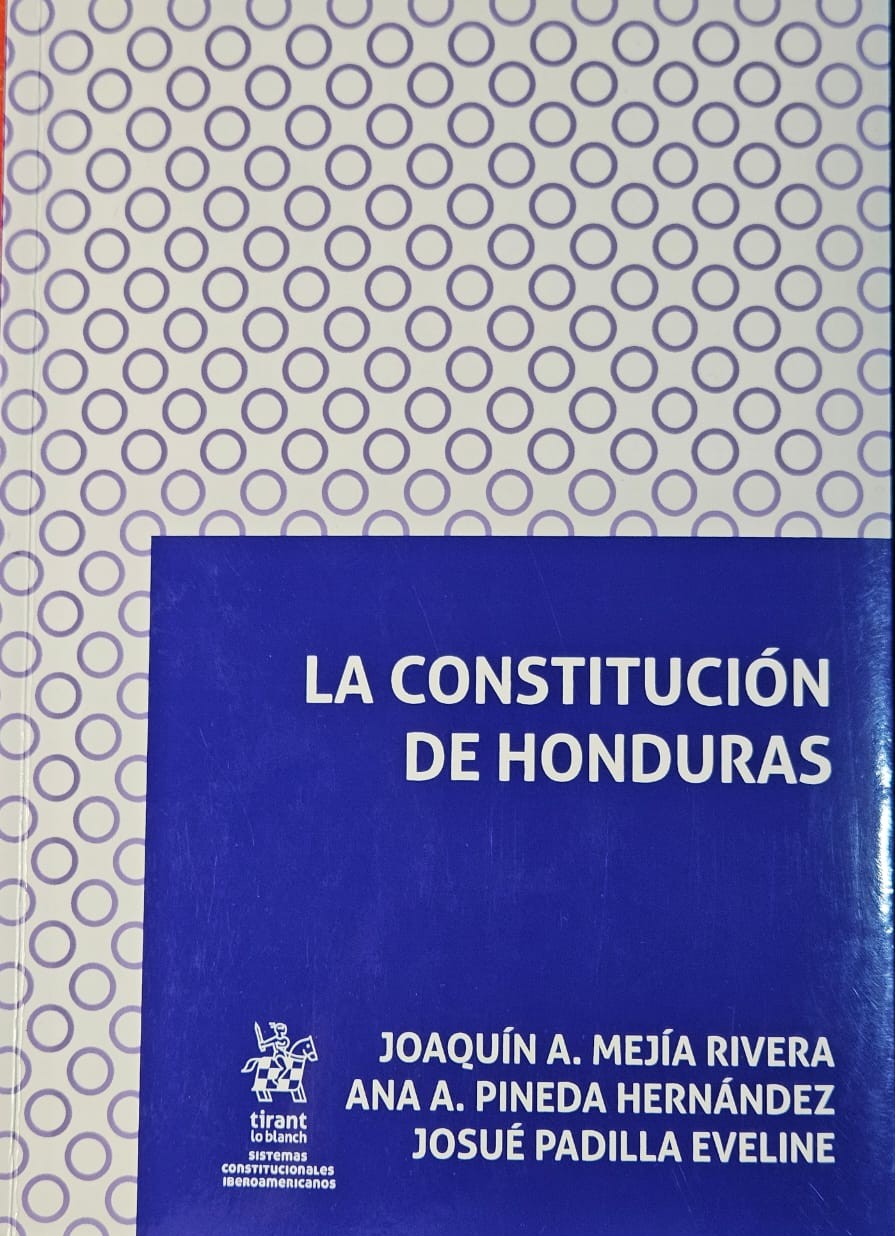 LA CONSTITUCIÓN
DE HONDURAS
JOAQUÍN A. MEJÍA RIVERA
ANA A. PINEDA HERNÁNDEZ
JOSUÉ PADILLA EVELINE
tirant
lo blanch
SISTEMAS
CONSTITUCIONALES
IBEROAMERICANOS